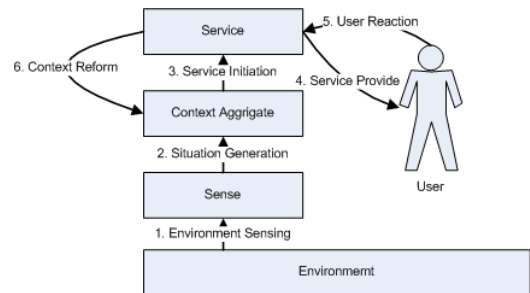 5. User Reaction
Service
6. Context Reform
3. Service Initiation
4. Service Provide
Context Aggrigate
2. Situation Generation
User
Sense
1. Environment Sensing
Environmemt